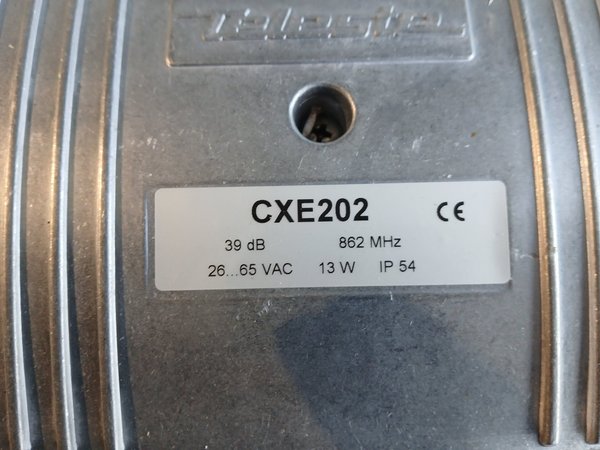 Teleste
CXE202 CE
39 dB 862 MHz
26...65 VAC 13 W IP 54